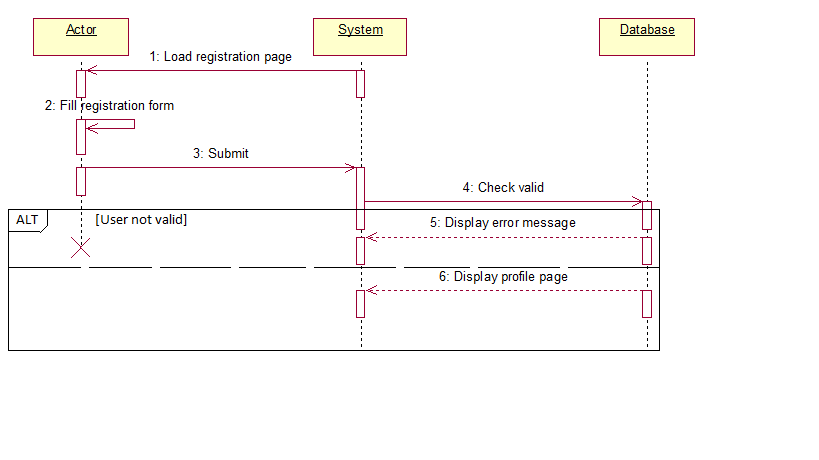 Actor
System
Database
1: Load registration page
2: Fill registration form
3: Submit
4: Check valid
ALT
[User not valid]
5: Display error message
6: Display profile page